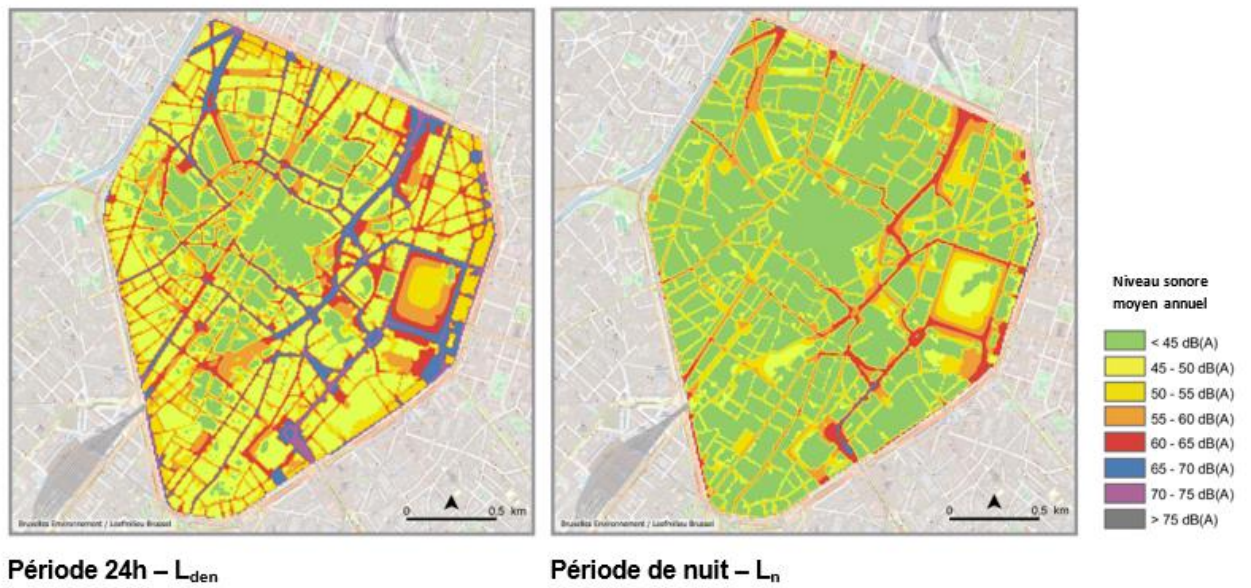 Niveau sonore
moyen annuel
< 45 dB(A)
45 - 50 dB(A)
50 - 55 dB(A)
55 - 60 dB(A)
60 - 65 dB(A)
65 - 70 dB(A)
70 - 75 dB(A)
> 75 dB(A)
0 0.5 km
Bruxelles Environnement / Leefmilieu Brussel
0 0.5 km
Bruxelles Environnement / Leefmilieu Brussel
Période 24h – Lden
Période de nuit – Ln